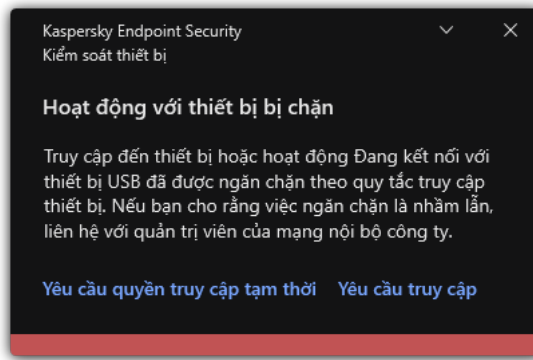 Kaspersky Endpoint Security
Kiểm soát thiết bị
Hoạt động với thiết bị bị chặn
Truy cập đến thiết bị hoặc hoạt động Đang kết nối với
thiết bị USB đã được ngăn chặn theo quy tắc truy cập
thiết bị. Nếu bạn cho rằng việc ngăn chặn là nhầm lẫn,
liên hệ với quản trị viên của mạng nội bộ công ty.
Yêu cầu quyền truy cập tạm thời Yêu cầu truy cập